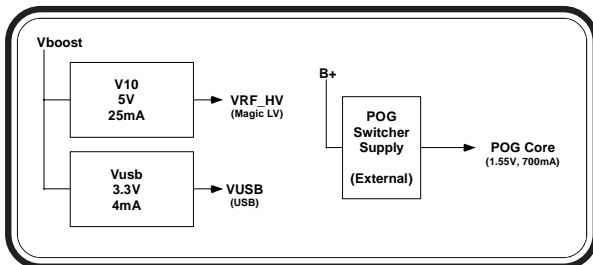 Vboost
V10
5V
25mA
VRF_HV
(Magic LV)
Vusb
3.3V
4mA
VUSB
(USB)
B+
POG
Switcher
Supply
(External)
POG Core
(1.55V, 700mA)